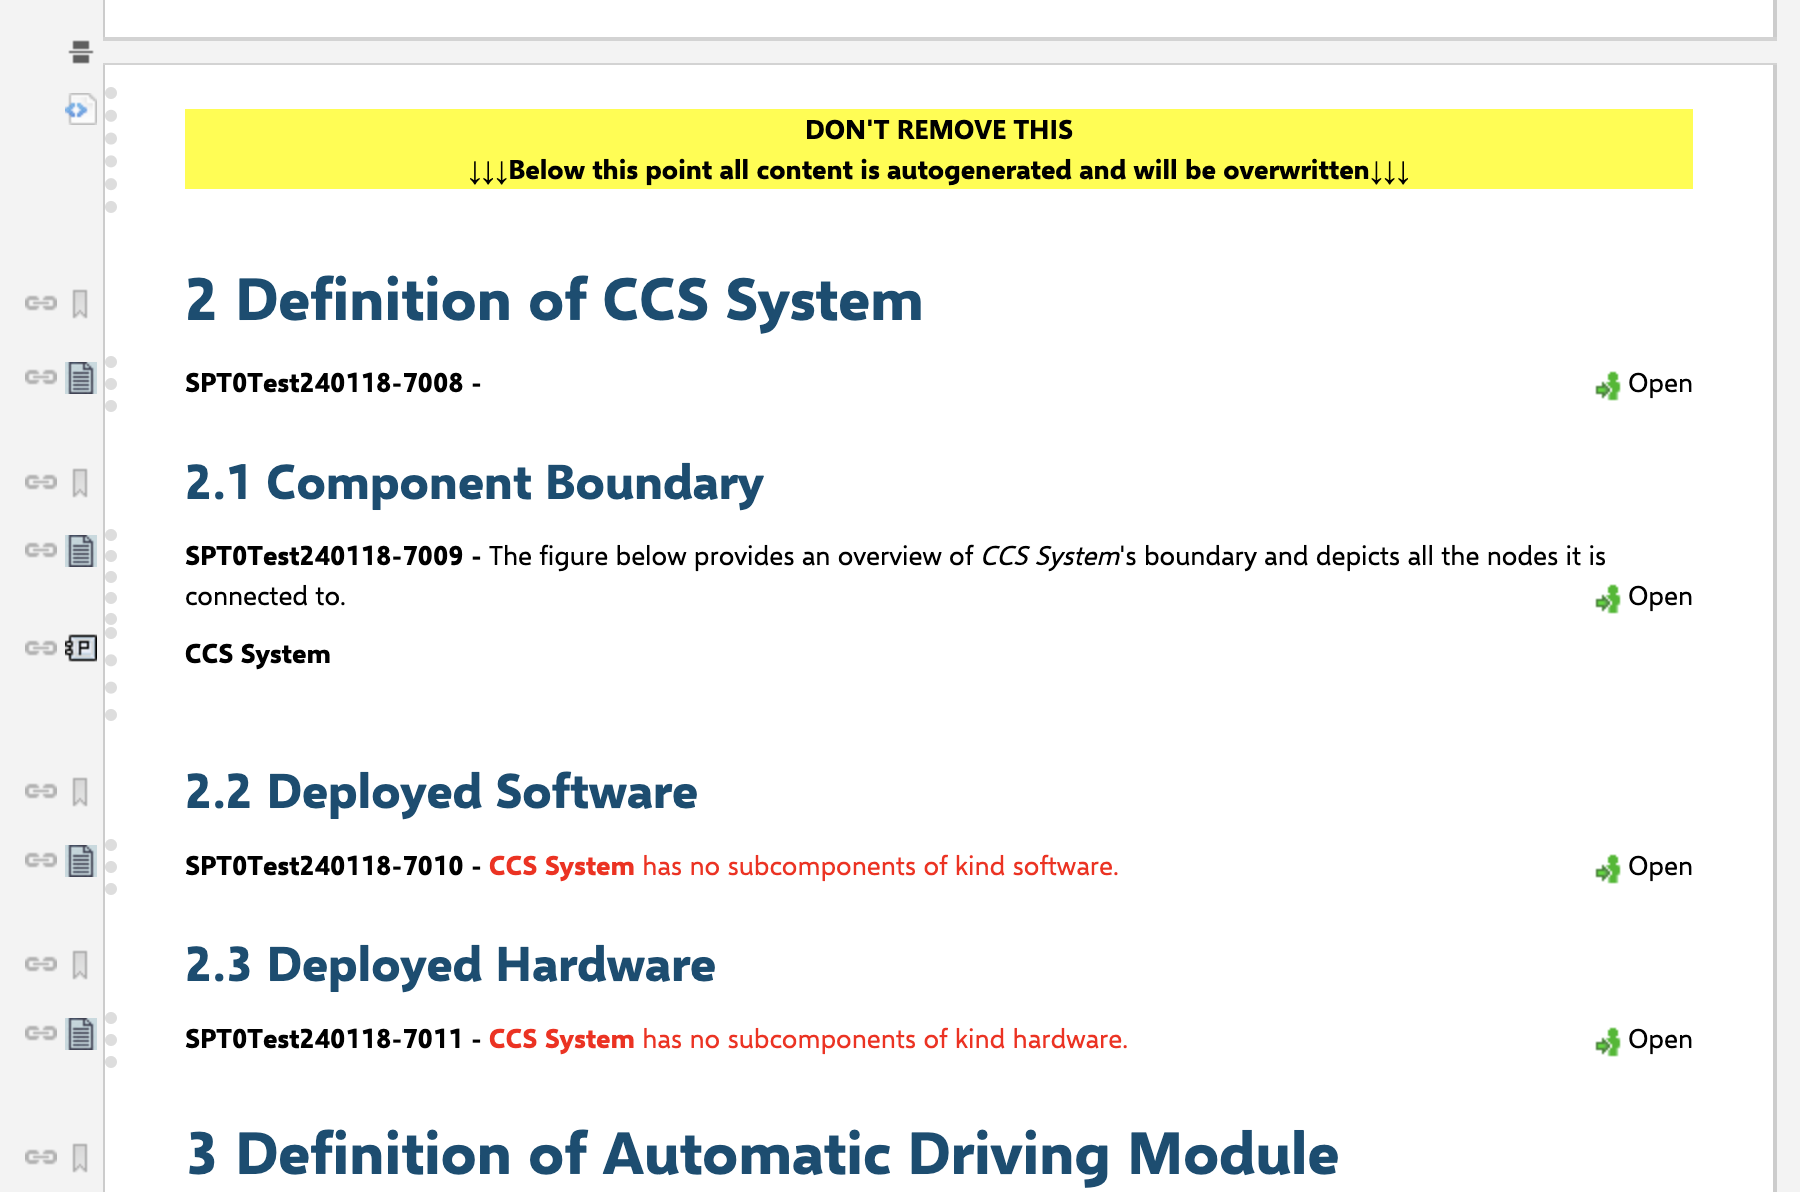 DON'T REMOVE THIS
↓↓↓Below this point all content is autogenerated and will be overwritten↓↓↓
2 Definition of CCS System
SPT0Test240118-7008 - Open
2.1 Component Boundary
SPT0Test240118-7009 - The figure below provides an overview of CCS System's boundary and depicts all the nodes it is
connected to. Open
CCS System
2.2 Deployed Software
SPT0Test240118-7010 - CCS System has no subcomponents of kind software. Open
2.3 Deployed Hardware
SPT0Test240118-7011 - CCS System has no subcomponents of kind hardware. Open
3 Definition of Automatic Driving Module